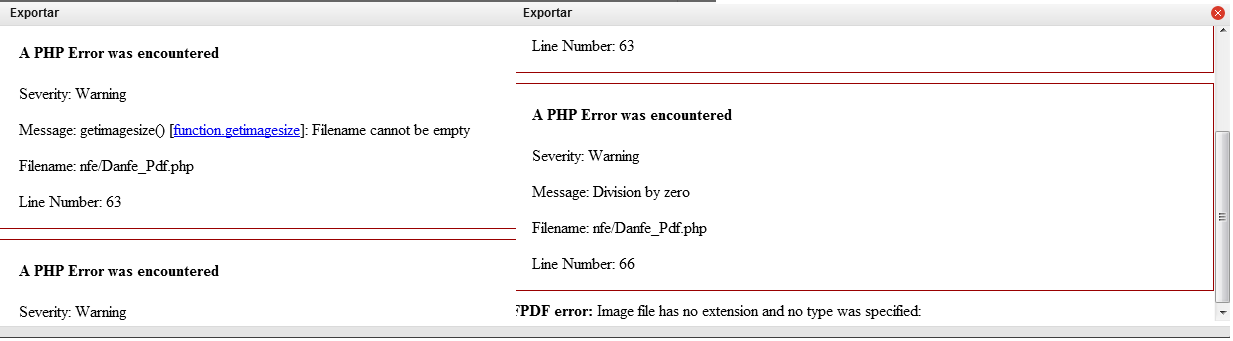 Exportar
A PHP Error was encountered
Severity: Warning
Message: getimagesize() [function.getimagesize]: Filename cannot be empty
Filename: nfe/Danfe_Pdf.php
Line Number: 63
A PHP Error was encountered
Severity: Warning
Exportar
Line Number: 63
A PHP Error was encountered
Severity: Warning
Message: Division by zero
Filename: nfe/Danfe_Pdf.php
Line Number: 66
FPDF error: Image file has no extension and no type was specified: